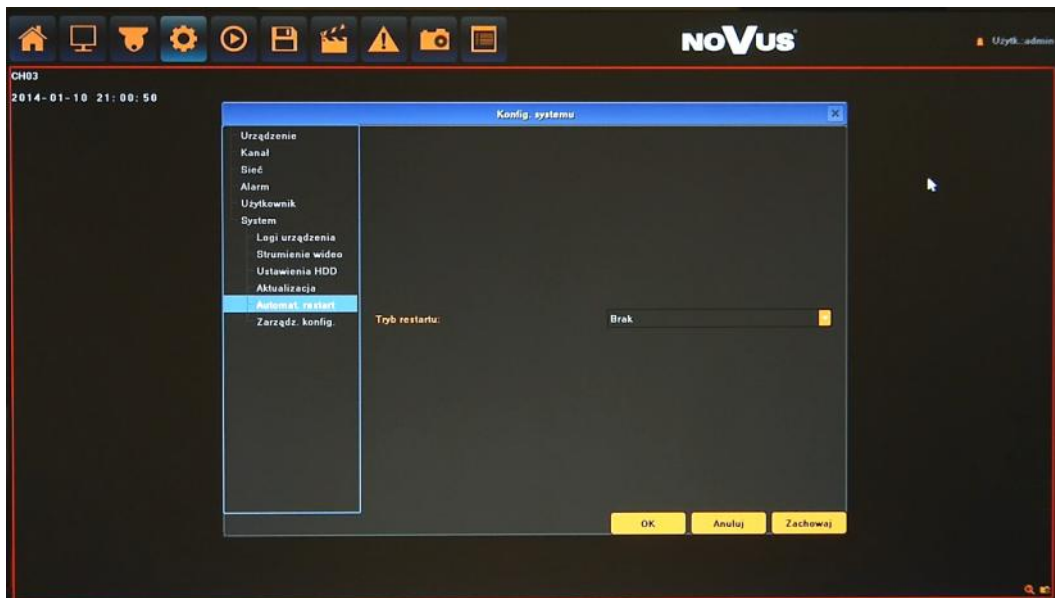 NOVUS
Użytk.:admin
CH03
2014-01-10 21:00:50
Konfig. systemu
Urządzenie
Kanał
Sieć
Alarm
Użytkownik
System
Logi urządzenia
Strumienie wideo
Ustawienia HDD
Aktualizacja
Automat. restart
Zarządz. konfig.
Tryb restartu:
Brak
OK
Anuluj
Zachowaj